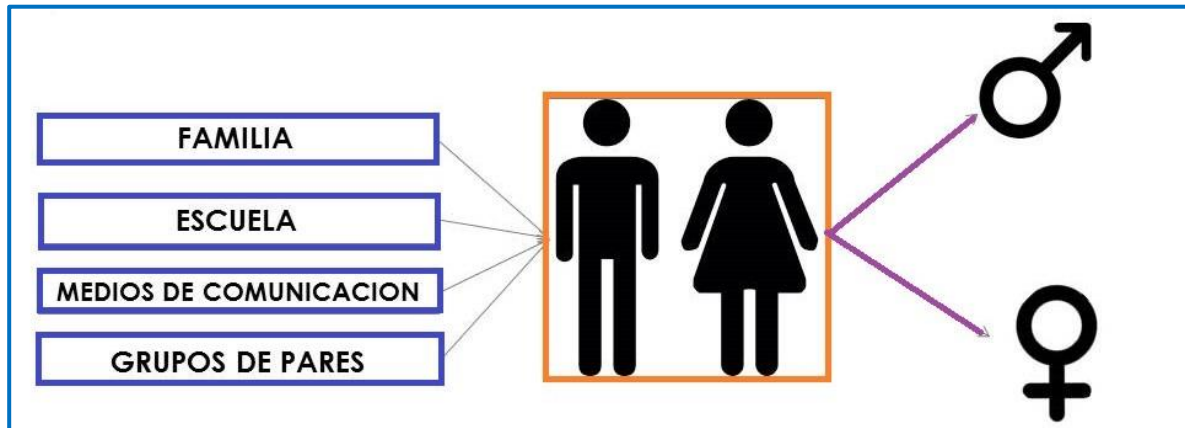 FAMILIA
ESCUELA
MEDIOS DE COMUNICACION
GRUPOS DE PARES